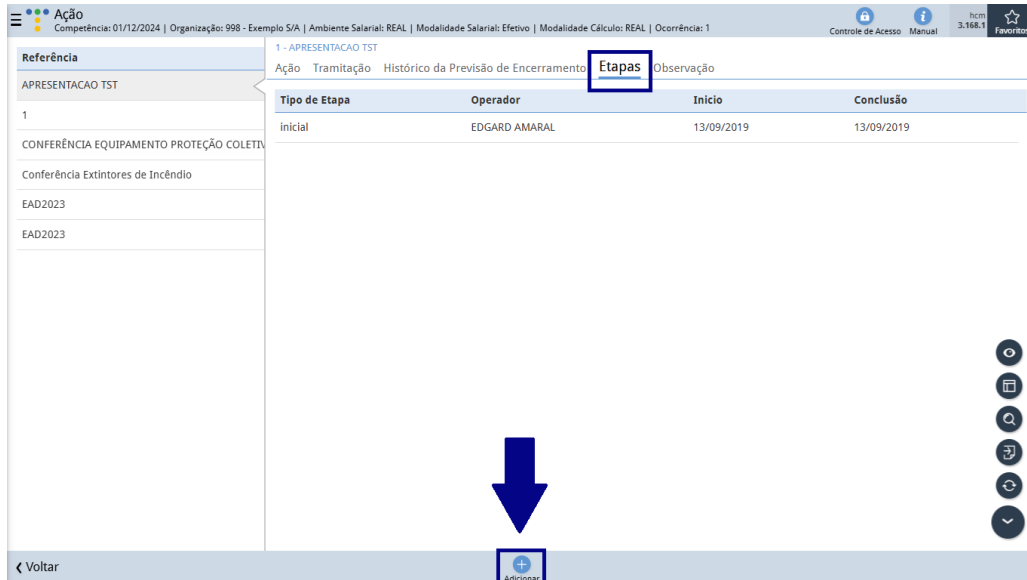 Ação
Competência: 01/12/2024 | Organização: 998 - Exemplo S/A | Ambiente Salarial: REAL | Modalidade Salarial: Efetivo | Modalidade Cálculo: REAL | Ocorrência: 1
Controle de Acesso
Manual
hcm
3.168.1
Favoritos
Referência
APRESENTACAO TST
1
CONFERÊNCIA EQUIPAMENTO PROTEÇÃO COLETIV
Conferência Extintores de Incêndio
EAD2023
EAD2023
1 - APRESENTACAO TST
Ação Tramitação Histórico da Previsão de Encerramento Etapas Observação
Tipo de Etapa Operador Inicio Conclusão
inicial EDGARD AMARAL 13/09/2019 13/09/2019
Voltar
Adicionar